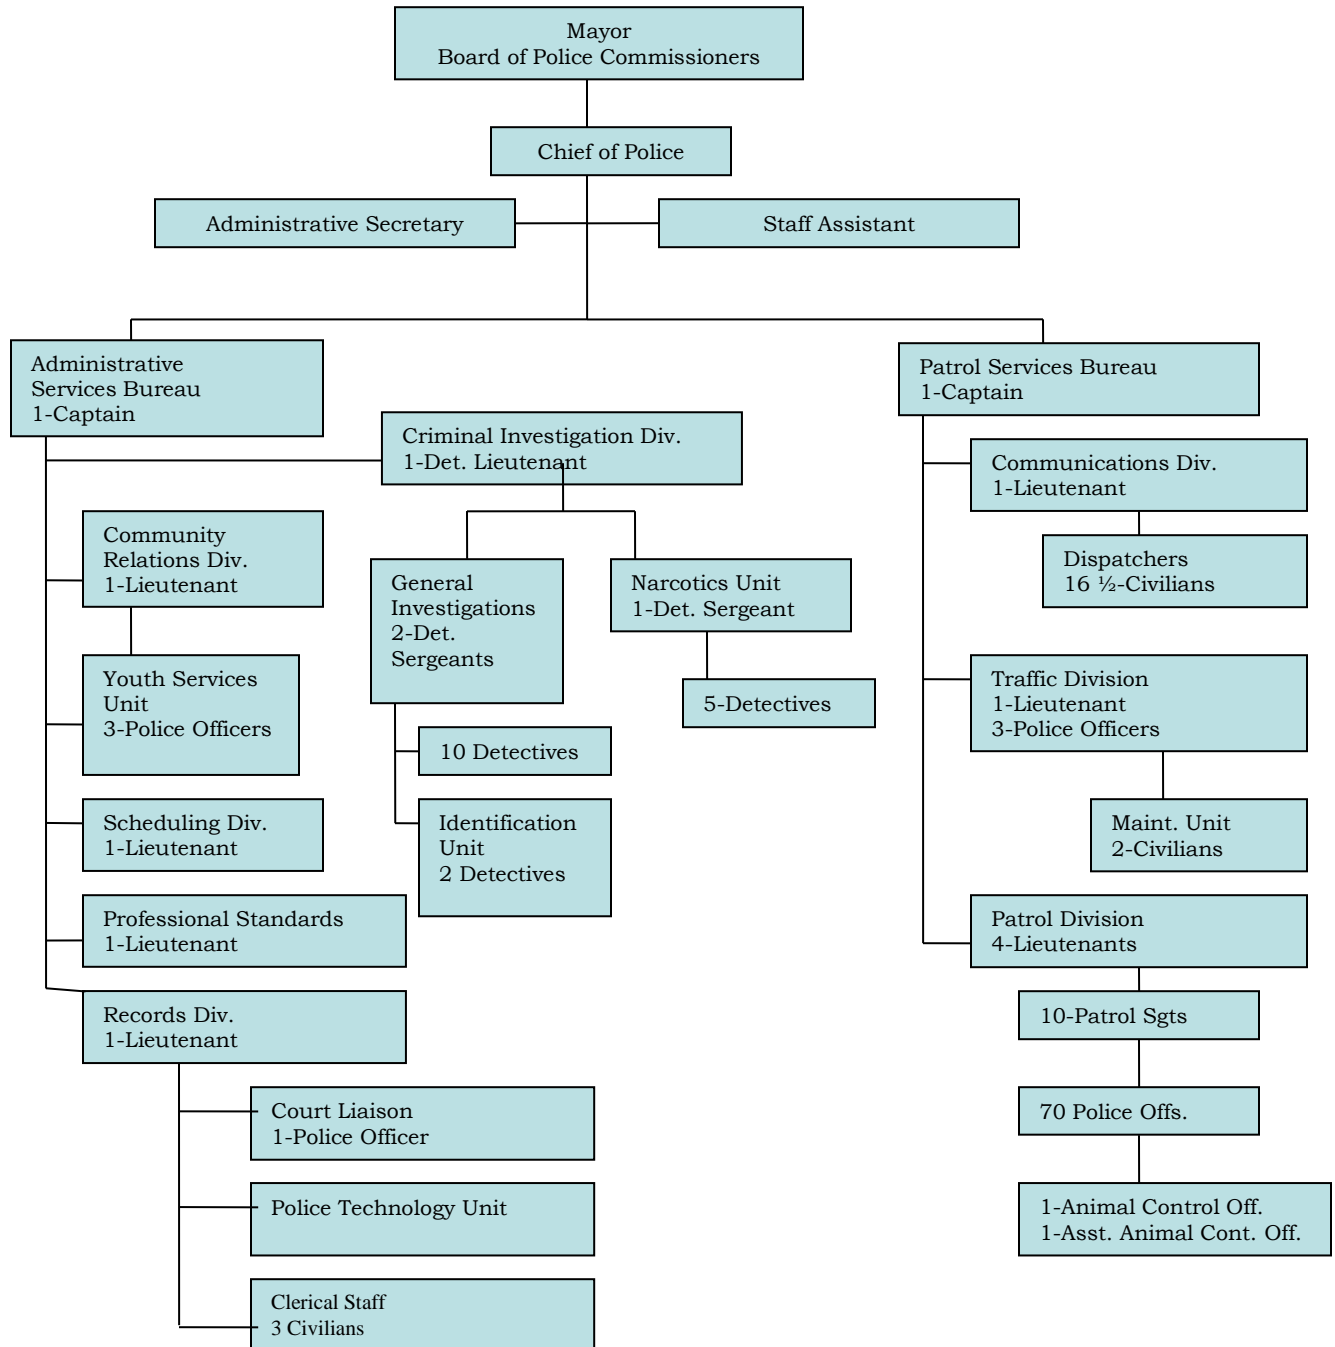 Mayor
Board of Police Commissioners
Chief of Police
Administrative Secretary
Staff Assistant
Administrative
Services Bureau
1-Captain
Criminal Investigation Div.
1-Det. Lieutenant
Community
Relations Div.
1-Lieutenant
Youth Services
Unit
3-Police Officers
General
Investigations
2-Det.
Sergeants
10 Detectives
Identification
Unit
2 Detectives
Narcotics Unit
1-Det. Sergeant
5-Detectives
Scheduling Div.
1-Lieutenant
Professional Standards
1-Lieutenant
Records Div.
1-Lieutenant
Court Liaison
1-Police Officer
Police Technology Unit
Clerical Staff
3 Civilians
Patrol Services Bureau
1-Captain
Communications Div.
1-Lieutenant
Dispatchers
16 ½-Civilians
Traffic Division
1-Lieutenant
3-Police Officers
Maint. Unit
2-Civilians
Patrol Division
4-Lieutenants
10-Patrol Sgts
70 Police Offs.
1-Animal Control Off.
1-Asst. Animal Cont. Off.